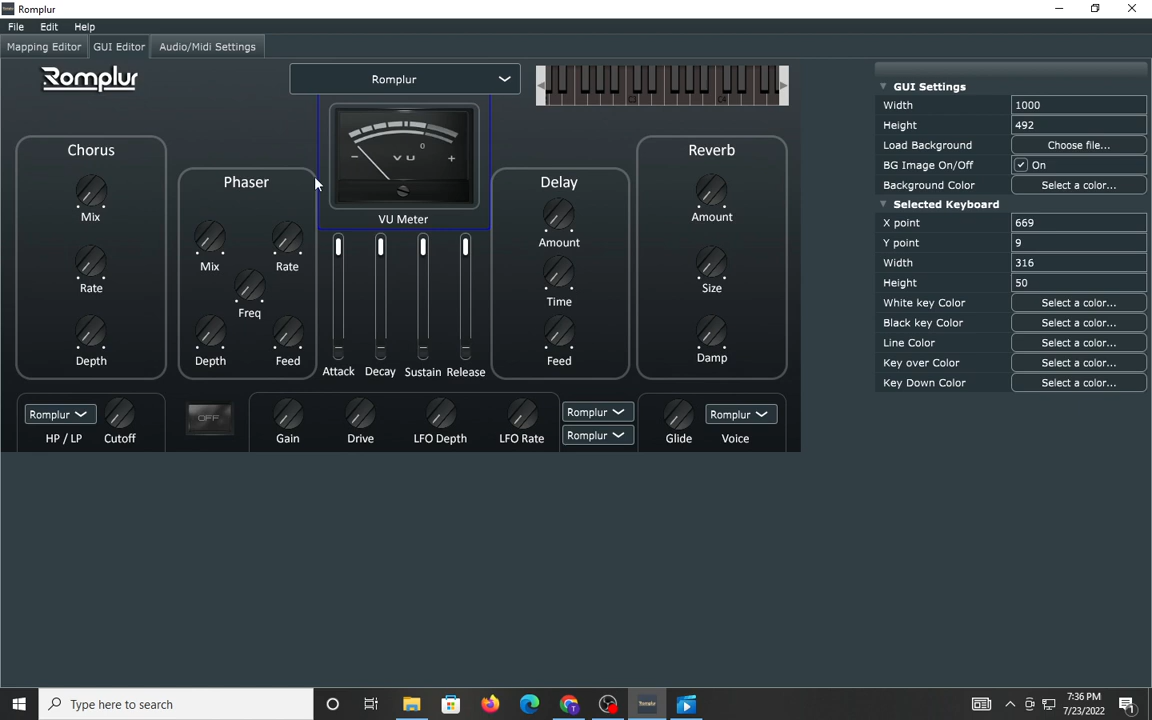 Romplur
File Edit Help
Mapping Editor GUI Editor Audio/Midi Settings
Romplur
Romplur
C3 C4
GUI Settings
Width 1000
Height 492
Load Background Choose file...
BG Image On/Off On
Background Color Select a color...
Selected Keyboard
X point 669
Y point 9
Width 316
Height 50
White key Color Select a color...
Black key Color Select a color...
Line Color Select a color...
Key over Color Select a color...
Key Down Color Select a color...
Chorus
Mix
Rate
Depth
Phaser
Mix Rate
Freq
Depth Feed
0
– VU +
VU Meter
Attack Decay Sustain Release
Delay
Amount
Time
Feed
Reverb
Amount
Size
Damp
Romplur
HP / LP Cutoff
OFF
Gain Drive LFO Depth LFO Rate
Romplur
Romplur
Romplur
Glide Voice
Type here to search
Romplur
7:36 PM
7/23/2022
1